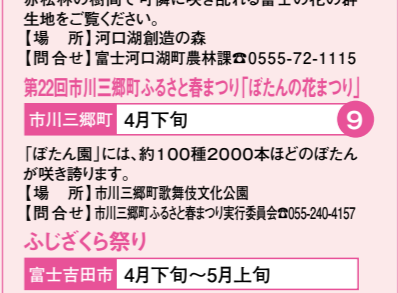 赤松林の樹間で可憐に咲き乱れる富士の花の群
生地をご覧ください。
【場　所】河口湖創造の森
【問合せ】富士河口湖町農林課☎0555-72-1115
第22回市川三郷町ふるさと春まつり「ぼたんの花まつり」
市川三郷町 4月下旬 9
「ぼたん園」には、約100種2000本ほどのぼたん
が咲き誇ります。
【場　所】市川三郷町歌舞伎文化公園
【問合せ】市川三郷町ふるさと春まつり実行委員会☎055-240-4157
ふじざくら祭り
富士吉田市 4月下旬～5月上旬